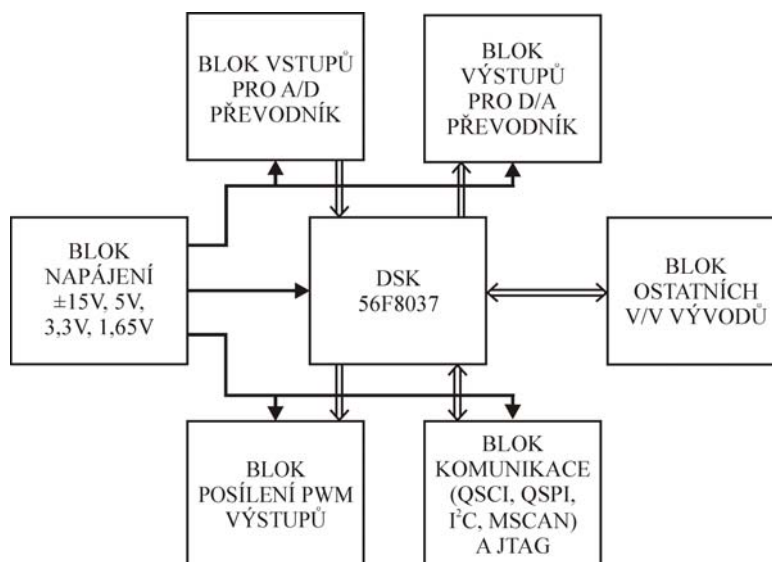 BLOK VSTUPŮ
PRO A/D
PŘEVODNÍK
BLOK
VÝSTUPŮ
PRO D/A
PŘEVODNÍK
BLOK
NAPÁJENÍ
±15V, 5V,
3,3V, 1,65V
DSK
56F8037
BLOK
OSTATNÍCH
V/V VÝVODŮ
BLOK
POSÍLENÍ PWM
VÝSTUPŮ
BLOK
KOMUNIKACE
(QSCI, QSPI,
I²C, MSCAN)
A JTAG